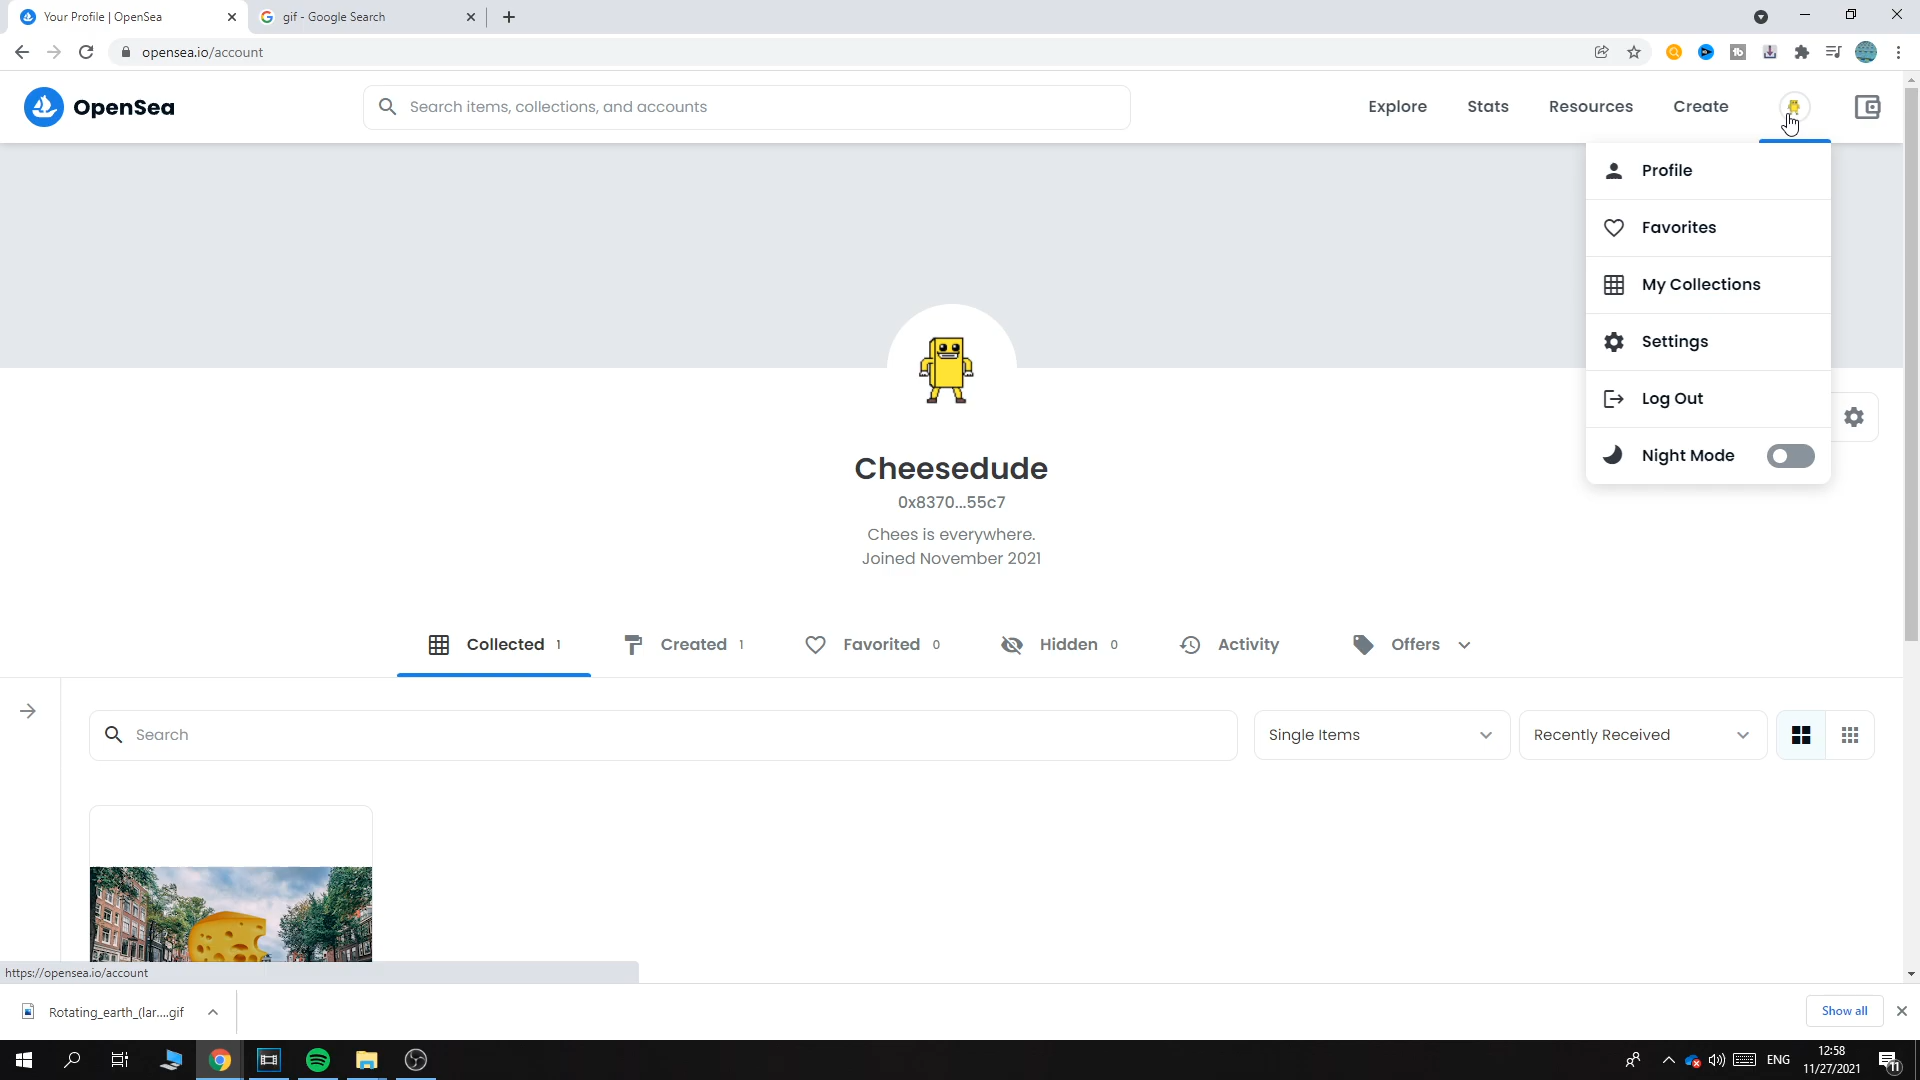 Your Profile | OpenSea
gif - Google Search
opensea.io/account
OpenSea
Search items, collections, and accounts
Explore
Stats
Resources
Create
Profile
Favorites
My Collections
Settings
Log Out
Night Mode
Cheesedude
0x8370...55c7
Chees is everywhere.
Joined November 2021
Collected 1
Created 1
Favorited 0
Hidden 0
Activity
Offers
Search
Single Items
Recently Received
https://opensea.io/account
Rotating_earth_(lar....gif
Show all
ENG
12:58
11/27/2021
11